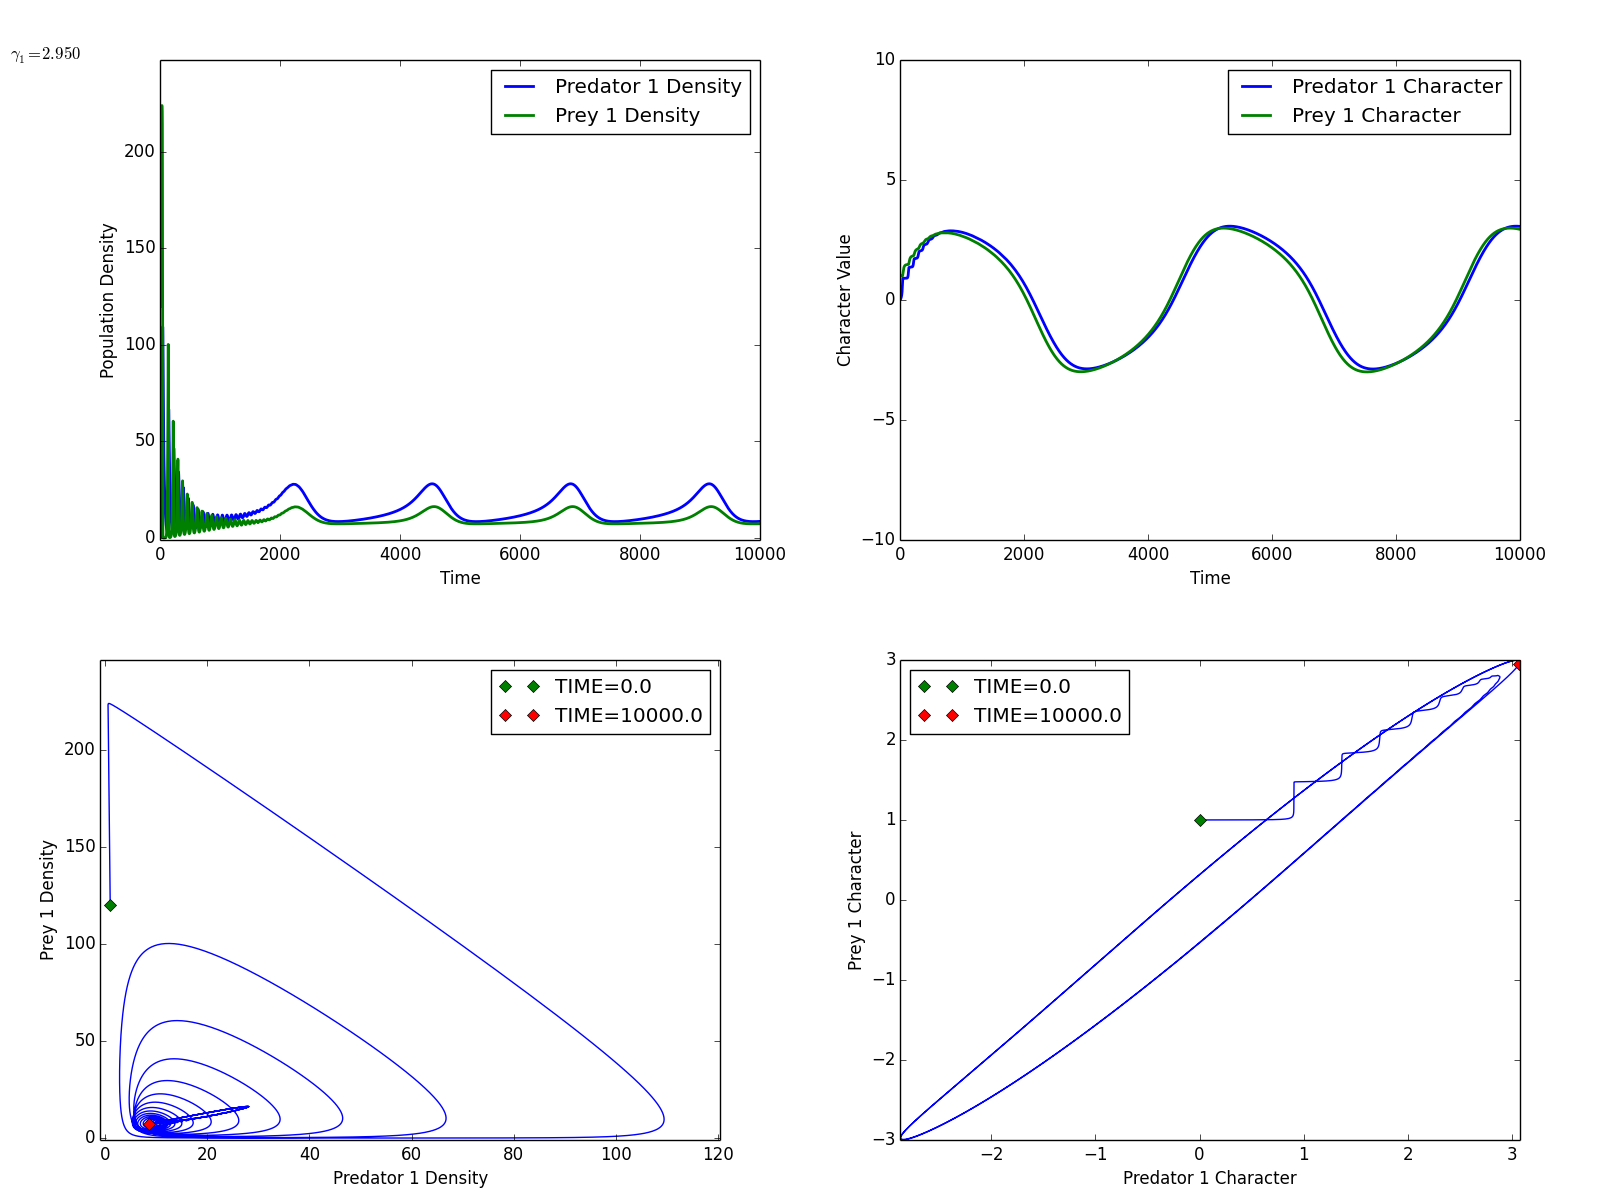 γ₁=2.950
Predator 1 Density
Prey 1 Density
200
150
100
50
0
Population Density
0 2000 4000 6000 8000 10000
Time
Predator 1 Character
Prey 1 Character
10
5
0
−5
−10
Character Value
0 2000 4000 6000 8000 10000
Time
TIME=0.0
TIME=10000.0
200
150
100
50
0
Prey 1 Density
0 20 40 60 80 100 120
Predator 1 Density
TIME=0.0
TIME=10000.0
3
2
1
0
−1
−2
−3
Prey 1 Character
−2 −1 0 1 2 3
Predator 1 Character